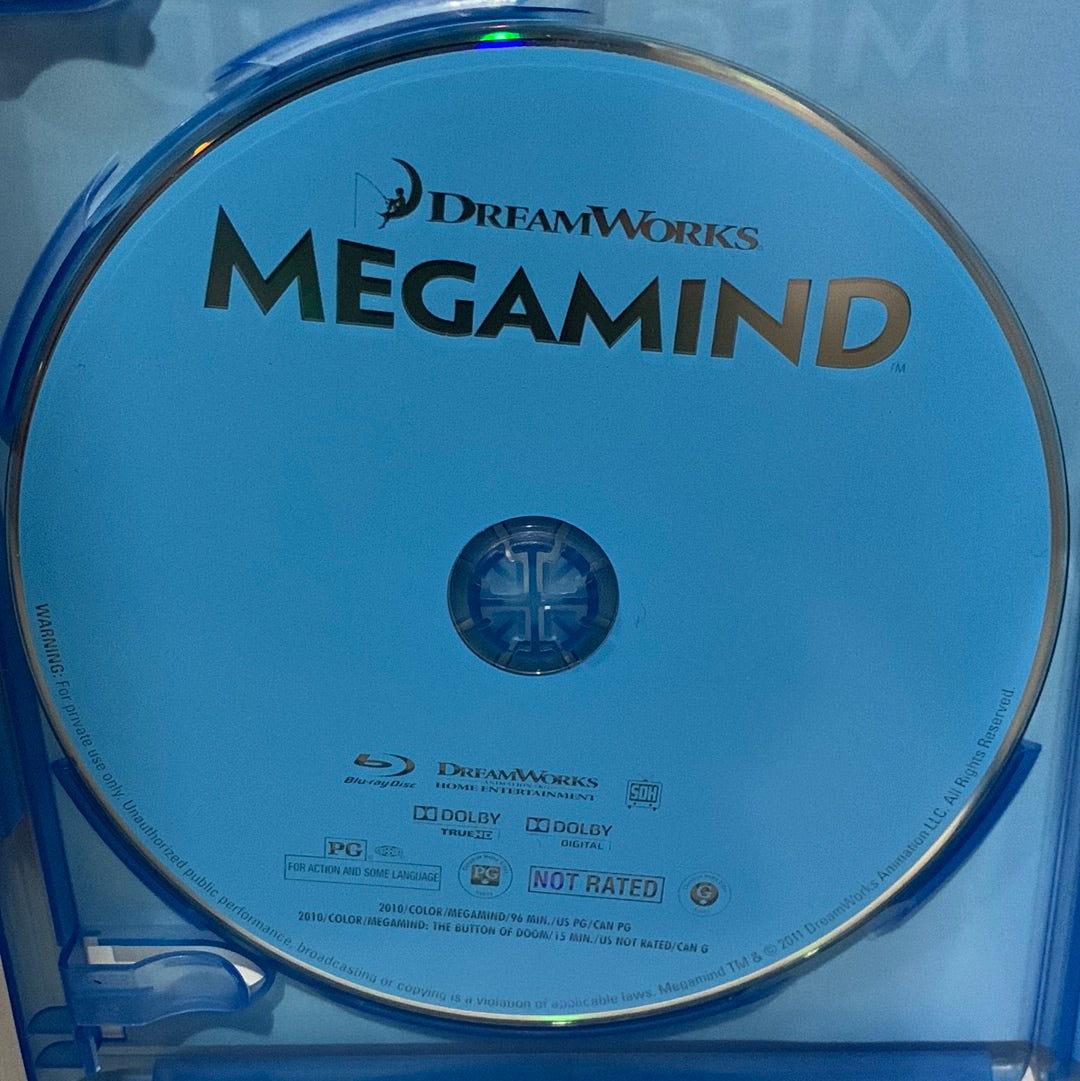 DREAMWORKS
MEGAMIND
TM
Blu-ray Disc
DREAMWORKS
HOME ENTERTAINMENT
SDH
DOLBY
TRUEHD
DOLBY
DIGITAL
PG
FOR ACTION AND SOME LANGUAGE
PG
NOT RATED
G
2010/COLOR/MEGAMIND/96 MIN./US PG/CAN PG
2010/COLOR/MEGAMIND: THE BUTTON OF DOOM/15 MIN./US NOT RATED/CAN G
WARNING: For private use only. Unauthorized public performance, broadcasting or copying is a violation of applicable laws. Megamind TM & © 2011 DreamWorks Animation LLC. All Rights Reserved.